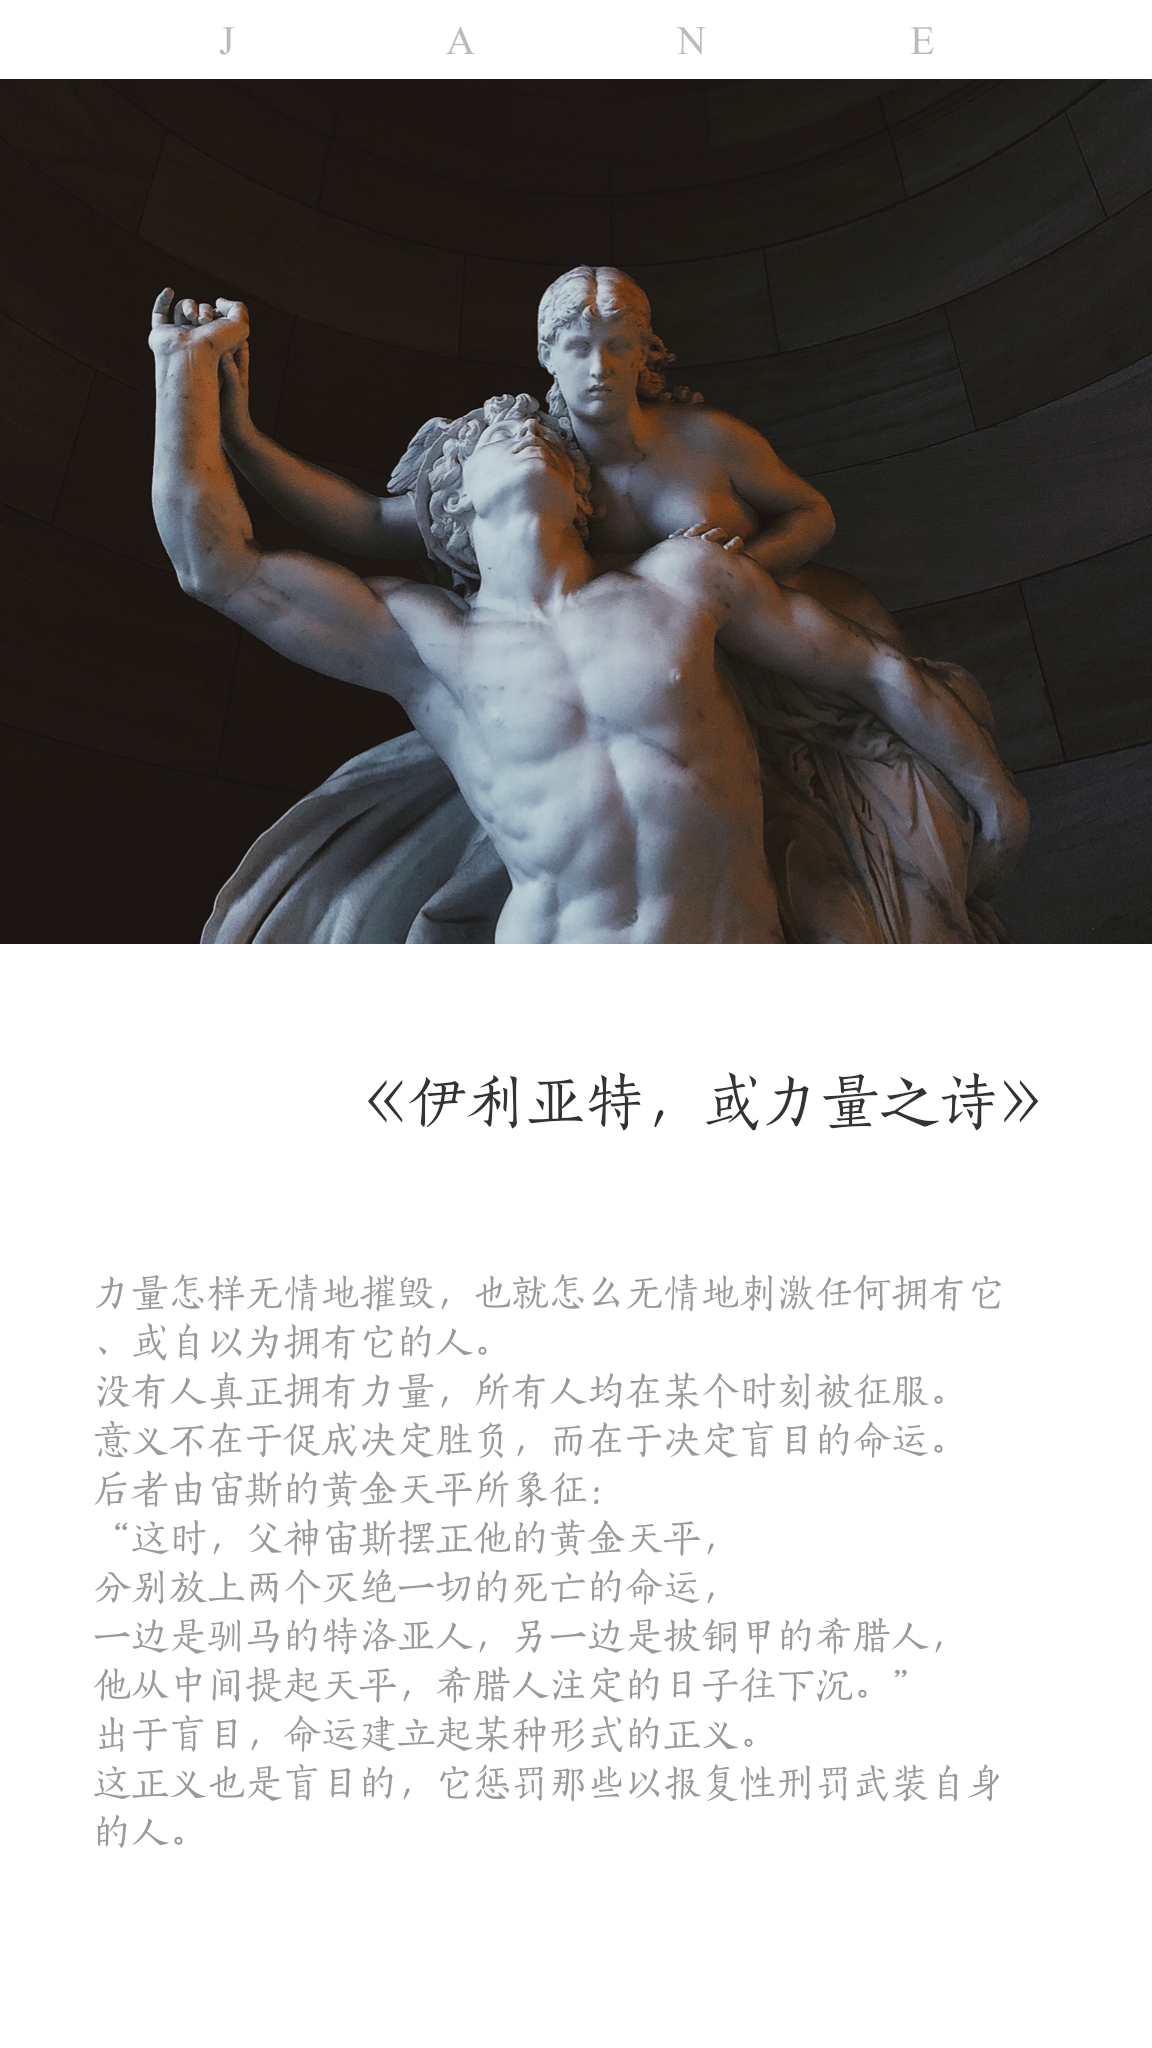 J A N E
《伊利亚特，或力量之诗》
力量怎样无情地摧毁，也就怎么无情地刺激任何拥有它
、或自以为拥有它的人。
没有人真正拥有力量，所有人均在某个时刻被征服。
意义不在于促成决定胜负，而在于决定盲目的命运。
后者由宙斯的黄金天平所象征：
“这时，父神宙斯摆正他的黄金天平，
分别放上两个灭绝一切的死亡的命运，
一边是驯马的特洛亚人，另一边是披铜甲的希腊人，
他从中间提起天平，希腊人注定的日子往下沉。”
出于盲目，命运建立起某种形式的正义。
这正义也是盲目的，它惩罚那些以报复性刑罚武装自身
的人。